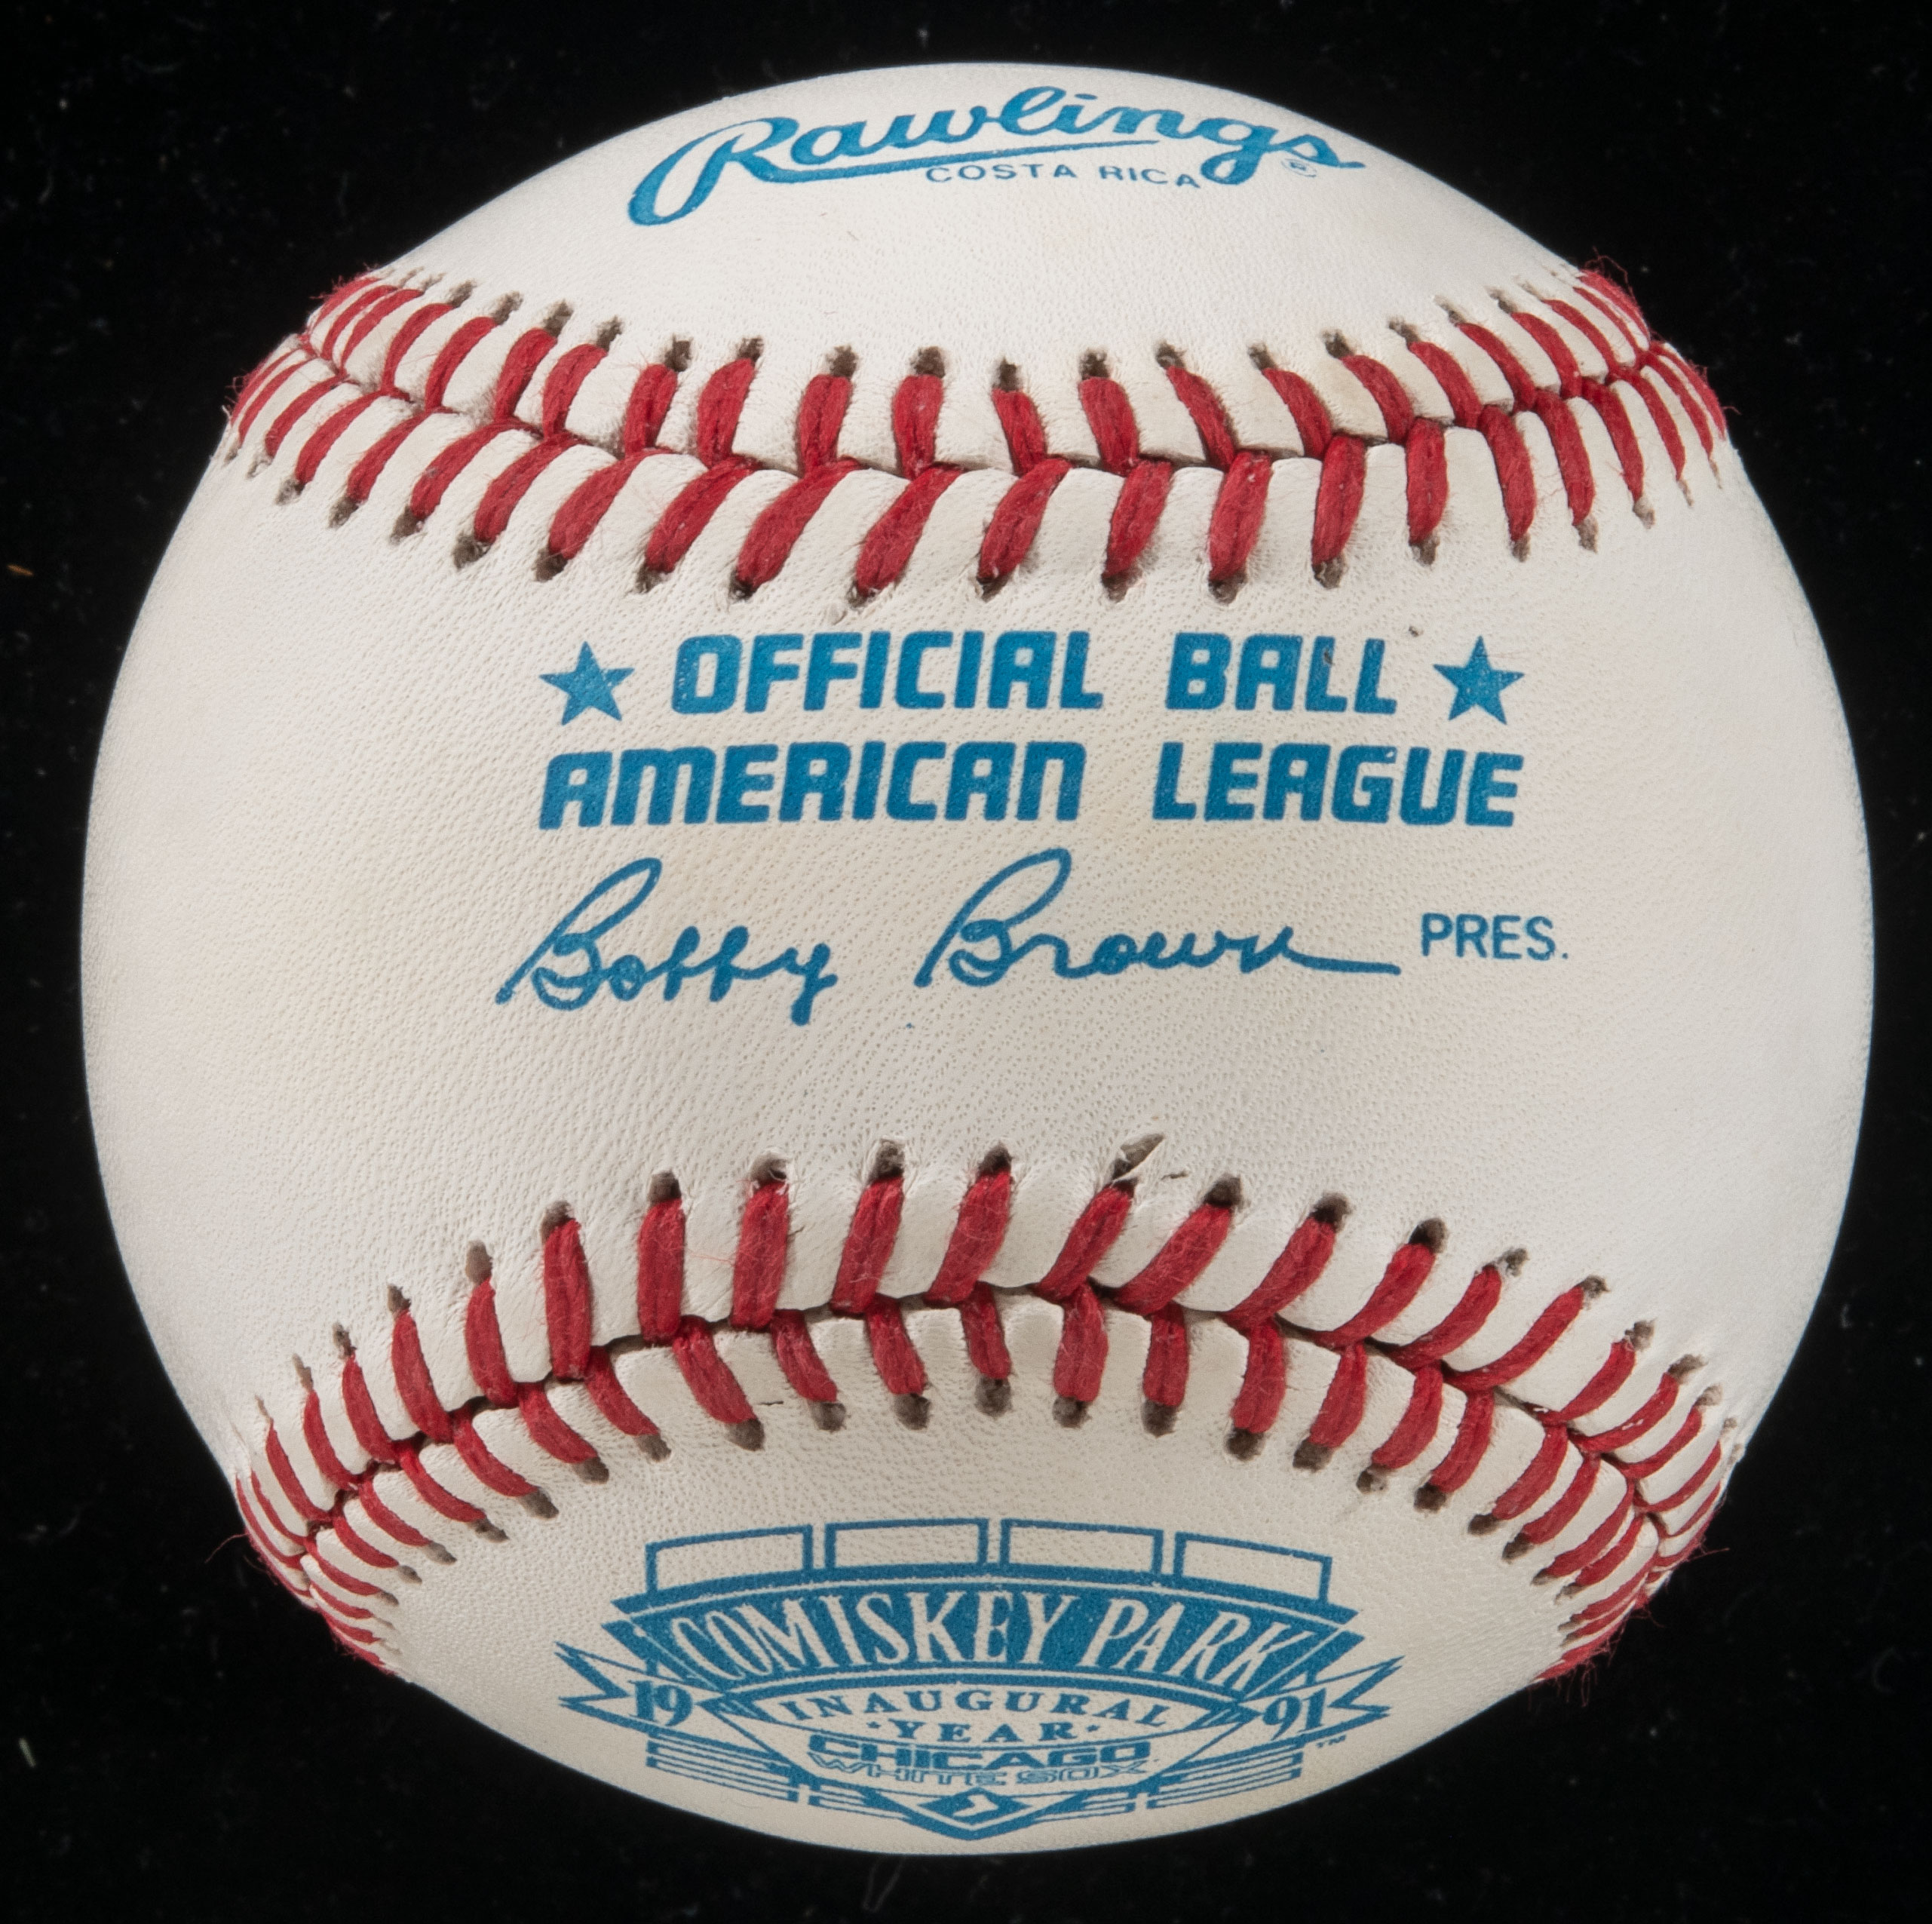 Rawlings®
COSTA RICA
★ OFFICIAL BALL ★
AMERICAN LEAGUE
Bobby Brown PRES.
COMISKEY PARK
19 INAUGURAL 91
·YEAR·
CHICAGO
WHITE SOX
TM